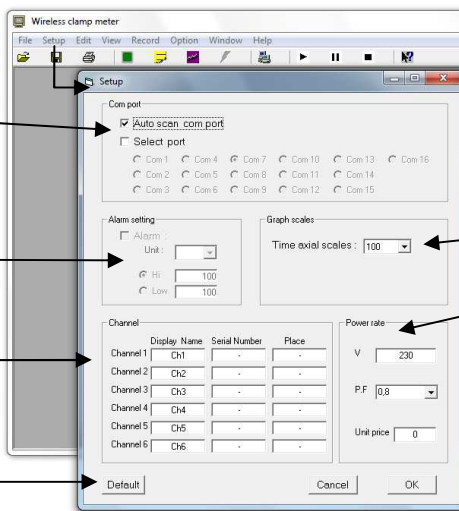 Wireless clamp meter
File Setup Edit View Record Option Window Help
Setup
Com port
Auto scan com port
Select port
Com 1 Com 4 Com 7 Com 10 Com 13 Com 16
Com 2 Com 5 Com 8 Com 11 Com 14
Com 3 Com 6 Com 9 Com 12 Com 15
Alarm setting
Alarm :
Unit :
Hi 100
Low 100
Graph scales
Time axial scales : 100
Channel
Display Name Serial Number Place
Channel 1 Ch1 - -
Channel 2 Ch2 - -
Channel 3 Ch3 - -
Channel 4 Ch4 - -
Channel 5 Ch5 - -
Channel 6 Ch6 - -
Power rate
V 230
P.F 0,8
Unit price 0
Default Cancel OK